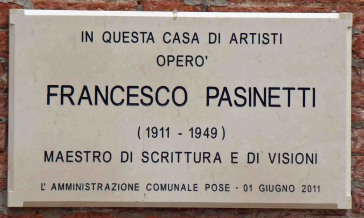 IN QUESTA CASA DI ARTISTI
OPERO'
FRANCESCO PASINETTI
(1911 - 1949)
MAESTRO DI SCRITTURA E DI VISIONI
L' AMMINISTRAZIONE COMUNALE POSE - 01 GIUGNO 2011